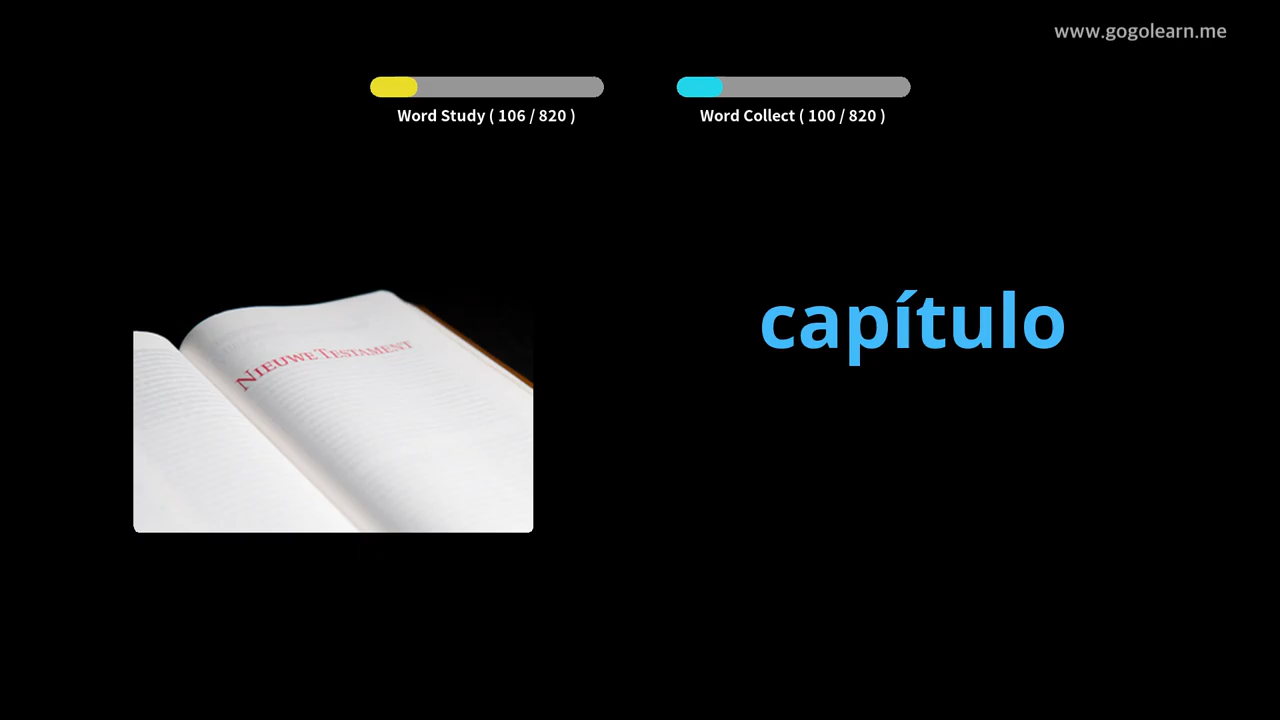 www.gogolearn.me
Word Study ( 106 / 820 )
Word Collect ( 100 / 820 )
NIEUWE TESTAMENT
capítulo